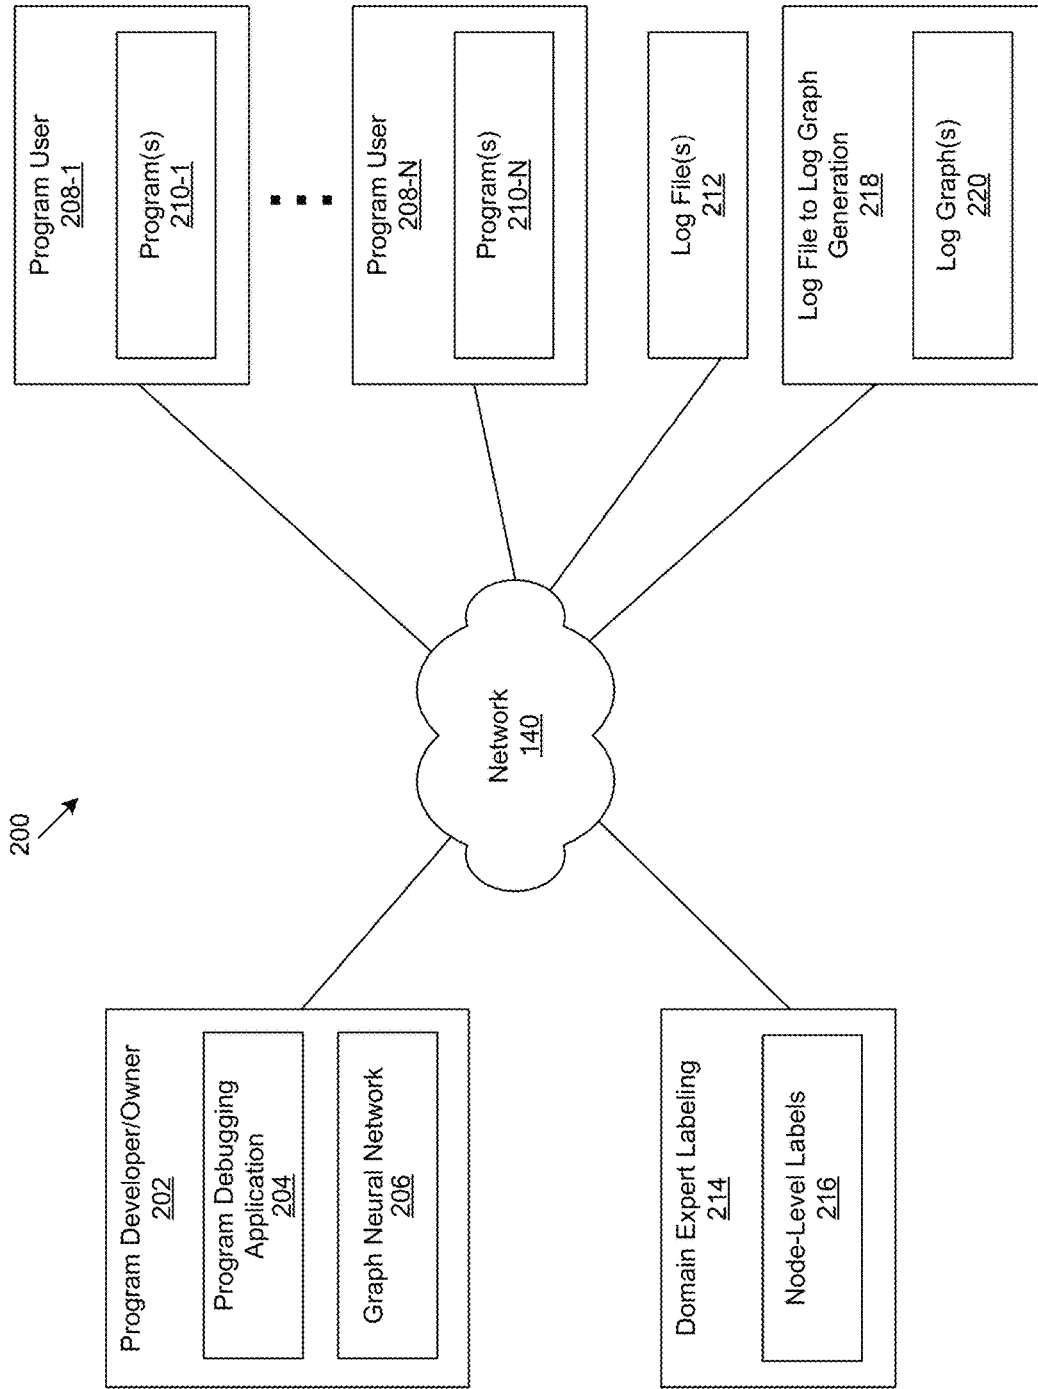 200
Program Developer/Owner
202
Program Debugging
Application
204
Graph Neural Network
206
Domain Expert Labeling
214
Node-Level Labels
216
Network
140
Program User
208-1
Program(s)
210-1
Program User
208-N
Program(s)
210-N
Log File(s)
212
Log File to Log Graph
Generation
218
Log Graph(s)
220